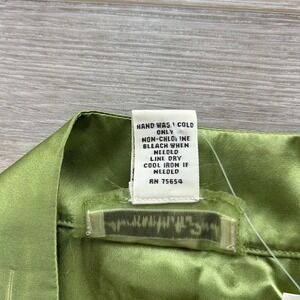 HAND WASH COLD
ONLY
NON-CHLORINE
BLEACH WHEN
NEEDED
LINE DRY
COOL IRON IF
NEEDED
RN 75654